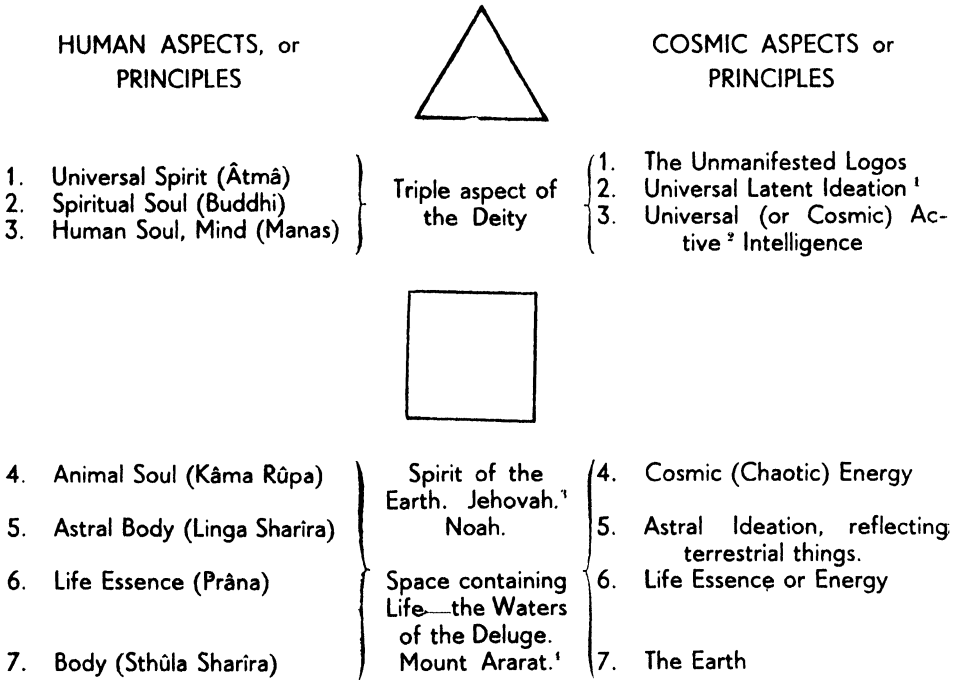 HUMAN ASPECTS, or
PRINCIPLES
COSMIC ASPECTS or
PRINCIPLES
1. Universal Spirit (Âtmâ)
2. Spiritual Soul (Buddhi)
3. Human Soul, Mind (Manas)
Triple aspect of
the Deity
1. The Unmanifested Logos
2. Universal Latent Ideation ¹
3. Universal (or Cosmic) Ac-
tive ² Intelligence
4. Animal Soul (Kâma Rûpa)
5. Astral Body (Linga Sharîra)
6. Life Essence (Prâna)
7. Body (Sthûla Sharîra)
Spirit of the
Earth. Jehovah.¹
Noah.
Space containing
Life—the Waters
of the Deluge.
Mount Ararat.¹
4. Cosmic (Chaotic) Energy
5. Astral Ideation, reflecting
terrestrial things.
6. Life Essence or Energy
7. The Earth